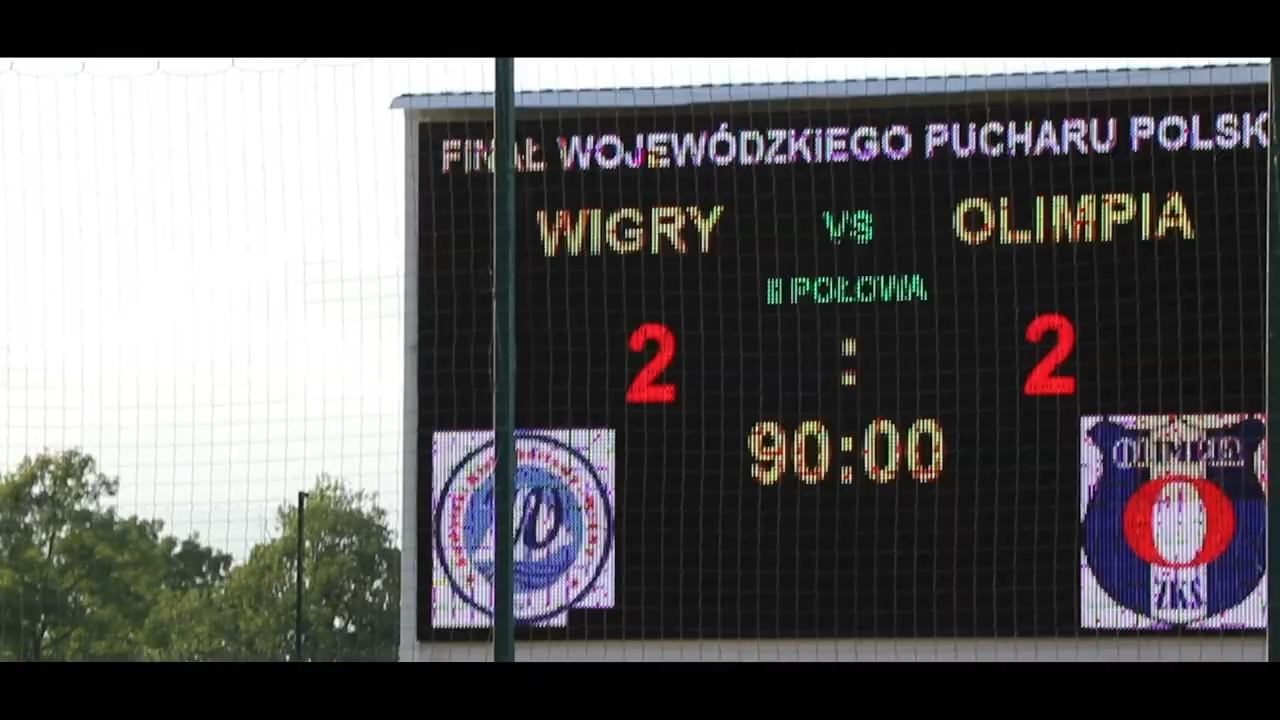 FINAŁ WOJEWÓDZKIEGO PUCHARU POLSK
WIGRY VS OLIMPIA
II POŁOWA
2 : 2
90:00
OLIMPIA
ZKS